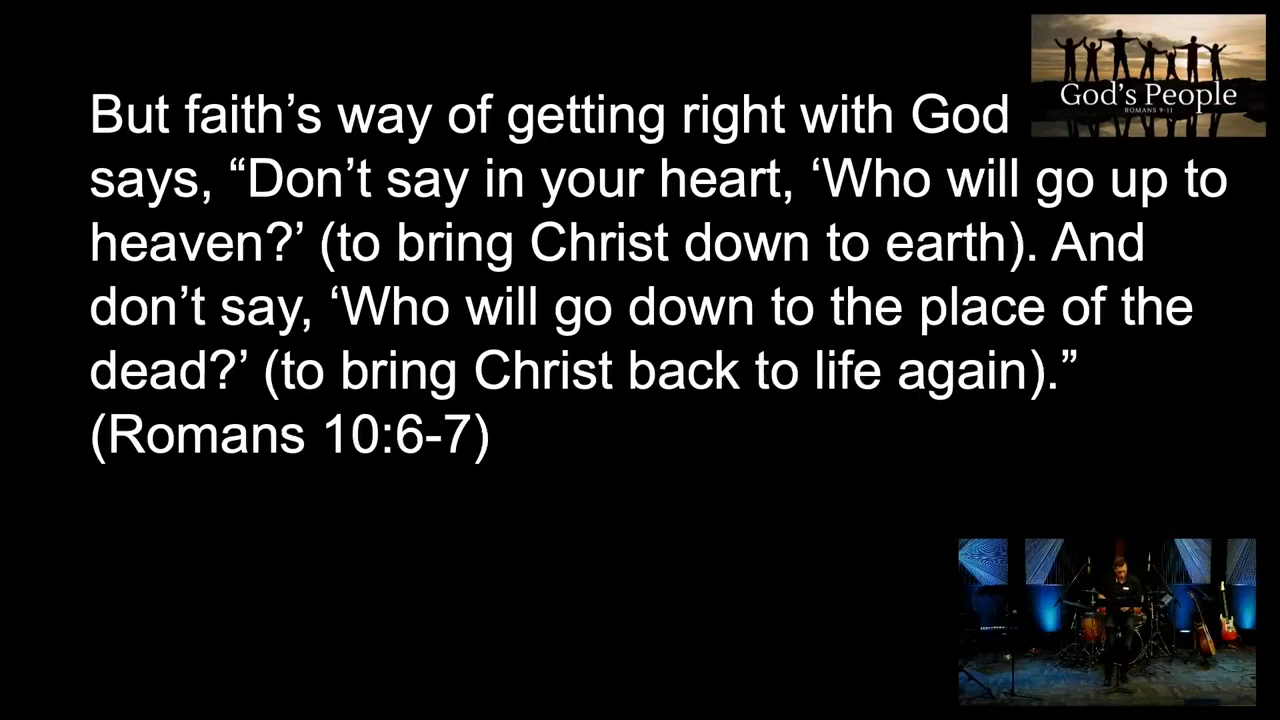 God's People
ROMANS 9-11
But faith’s way of getting right with God
says, “Don’t say in your heart, ‘Who will go up to
heaven?’ (to bring Christ down to earth). And
don’t say, ‘Who will go down to the place of the
dead?’ (to bring Christ back to life again).”
(Romans 10:6-7)